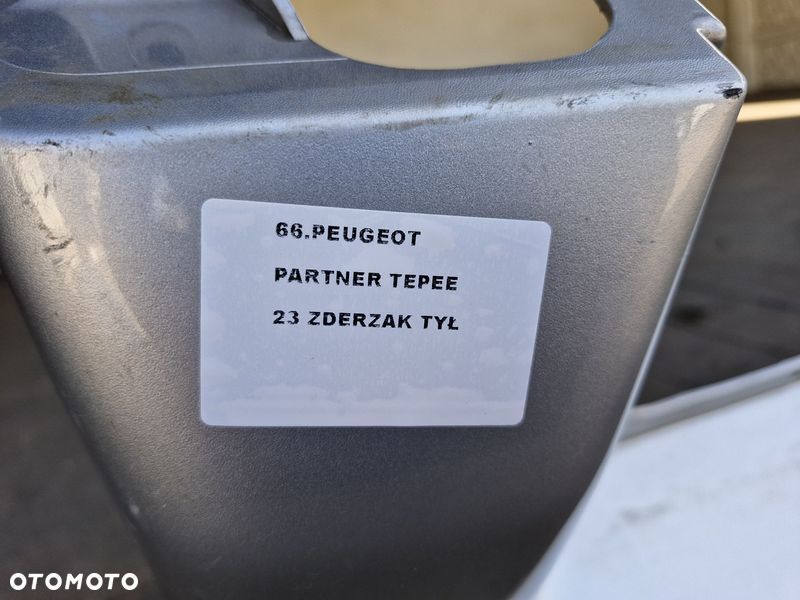 66.PEUGEOT
PARTNER TEPEE
23 ZDERZAK TYŁ
OTOMOTO